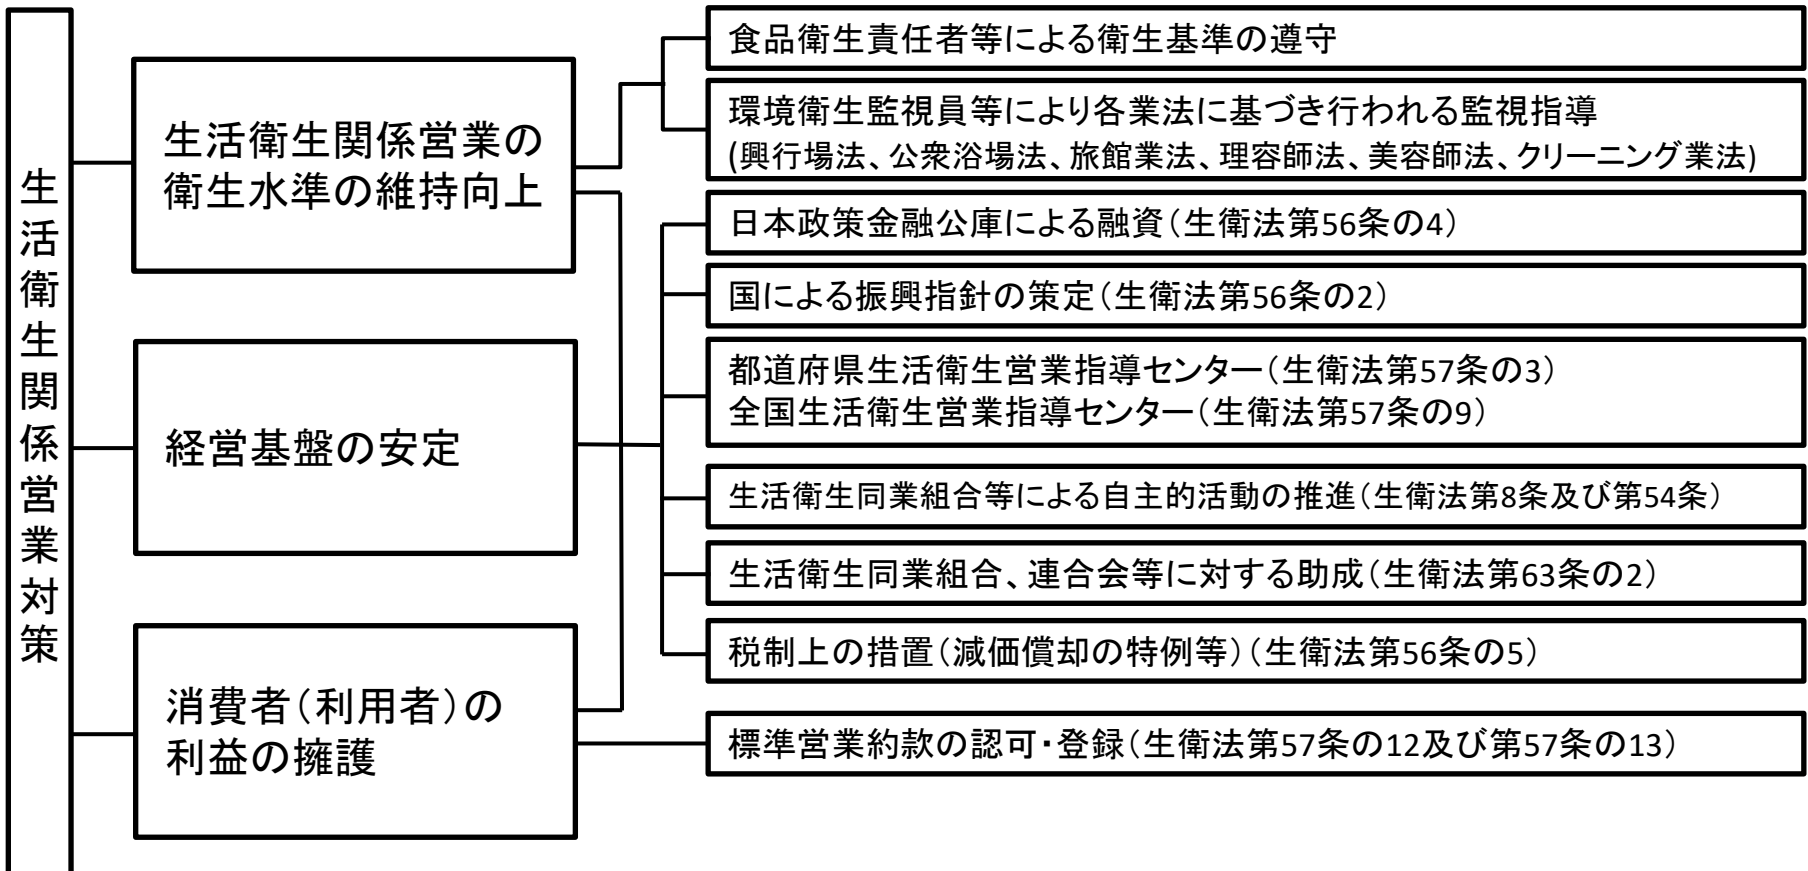 生活衛生関係営業対策
生活衛生関係営業の
衛生水準の維持向上
経営基盤の安定
消費者（利用者）の
利益の擁護
食品衛生責任者等による衛生基準の遵守
環境衛生監視員等により各業法に基づき行われる監視指導
(興行場法、公衆浴場法、旅館業法、理容師法、美容師法、クリーニング業法)
日本政策金融公庫による融資（生衛法第56条の4）
国による振興指針の策定（生衛法第56条の2）
都道府県生活衛生営業指導センター（生衛法第57条の3）
全国生活衛生営業指導センター（生衛法第57条の9）
生活衛生同業組合等による自主的活動の推進（生衛法第8条及び第54条）
生活衛生同業組合、連合会等に対する助成（生衛法第63条の2）
税制上の措置（減価償却の特例等）（生衛法第56条の5）
標準営業約款の認可・登録（生衛法第57条の12及び第57条の13）